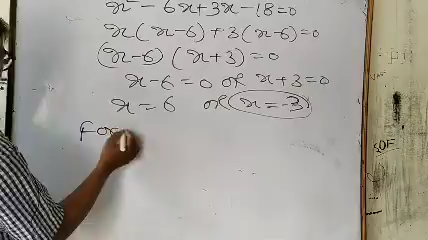 x² - 6x + 3x - 18 = 0
x(x-6) + 3(x-6) = 0
(x-6)(x+3) = 0
x-6 = 0 or x+3 = 0
x = 6 or x = -3
For